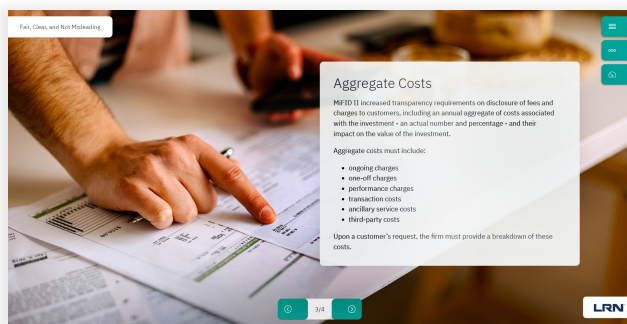 Fair, Clear, and Not Misleading
Aggregate Costs
MiFID II increased transparency requirements on disclosure of fees and
charges to customers, including an annual aggregate of costs associated
with the investment - an actual number and percentage - and their
impact on the value of the investment.
Aggregate costs must include:
• ongoing charges
• one-off charges
• performance charges
• transaction costs
• ancillary service costs
• third-party costs
Upon a customer's request, the firm must provide a breakdown of these
costs.
3/4
LRN